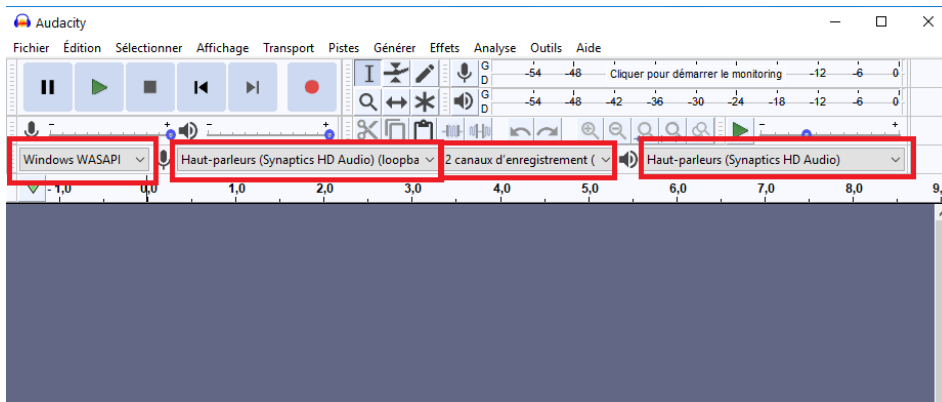 Audacity
Fichier Édition Sélectionner Affichage Transport Pistes Générer Effets Analyse Outils Aide
G
D
-54 -48 Cliquer pour démarrer le monitoring -12 -6 0
G
D
-54 -48 -42 -36 -30 -24 -18 -12 -6 0
- + - + - +
Windows WASAPI Haut-parleurs (Synaptics HD Audio) (loopba 2 canaux d'enregistrement ( Haut-parleurs (Synaptics HD Audio)
- 1,0 0,0 1,0 2,0 3,0 4,0 5,0 6,0 7,0 8,0 9,